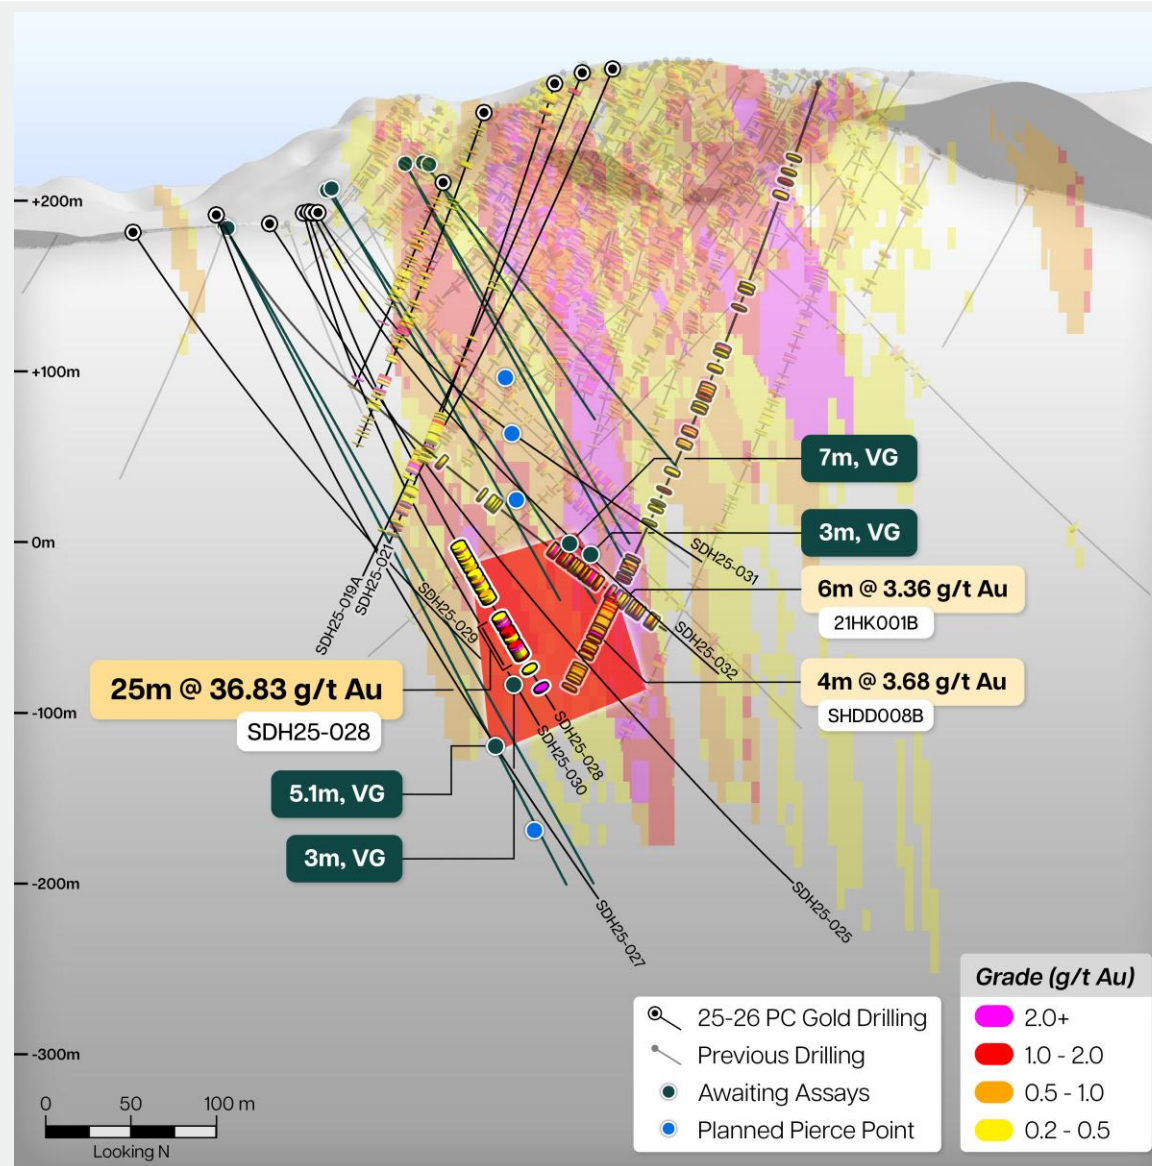 +200m
+100m
0m
-100m
-200m
-300m
SDH25-019A
SDH25-021
SDH25-029
SDH25-031
SDH25-032
SDH25-028
SDH25-030
SDH25-027
SDH25-025
7m, VG
3m, VG
6m @ 3.36 g/t Au
21HK001B
4m @ 3.68 g/t Au
SHDD008B
25m @ 36.83 g/t Au
SDH25-028
5.1m, VG
3m, VG
0 50 100 m
Looking N
25-26 PC Gold Drilling
Previous Drilling
Awaiting Assays
Planned Pierce Point
Grade (g/t Au)
2.0+
1.0 - 2.0
0.5 - 1.0
0.2 - 0.5